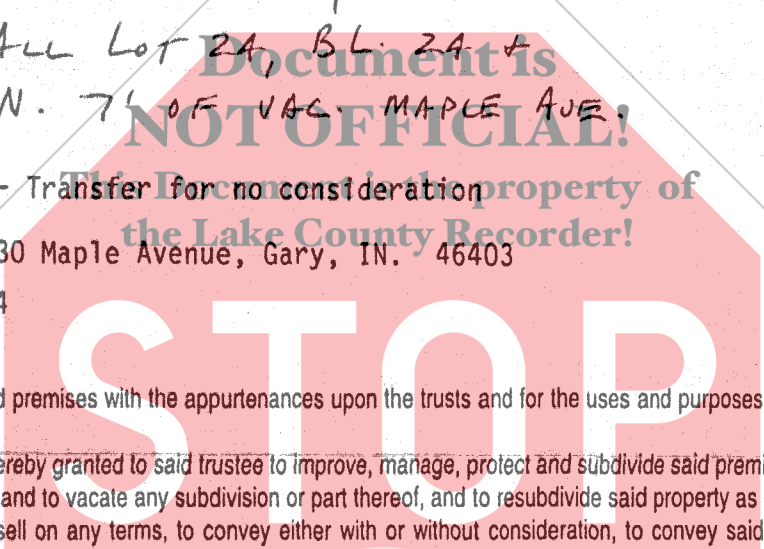 ALL LOT 24, BL. 24 &
Document is
N. 7' OF VAC. MAPLE AVE.
NOT OFFICIAL!
- Transfer for no consideration
This Document is the property of
the Lake County Recorder!
30 Maple Avenue, Gary, IN. 46403
4
STOP
d premises with the appurtenances upon the trusts and for the uses and purposes
ereby granted to said trustee to improve, manage, protect and subdivide said premi
and to vacate any subdivision or part thereof, and to resubdivide said property as
sell on any terms, to convey either with or without consideration, to convey said